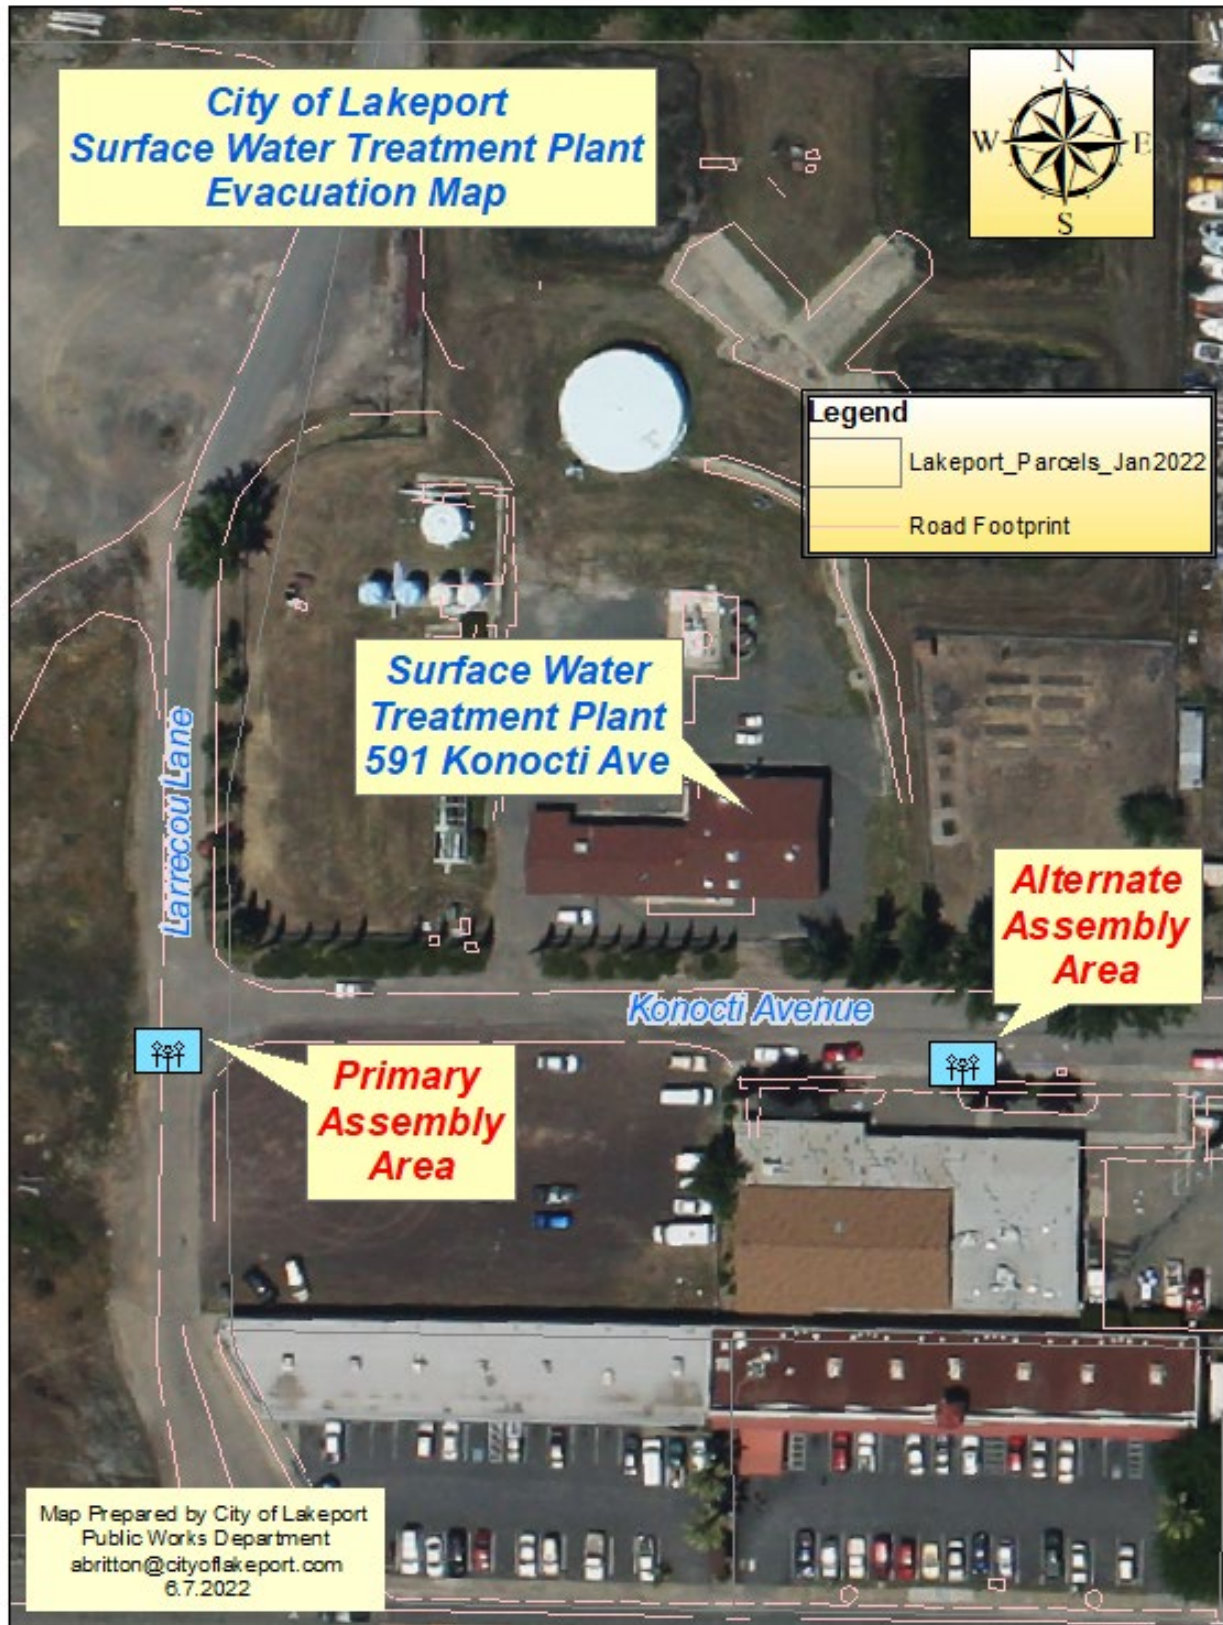 City of Lakeport
Surface Water Treatment Plant
Evacuation Map
N
W
E
S
Legend
Lakeport_Parcels_Jan2022
Road Footprint
Surface Water
Treatment Plant
591 Konocti Ave
Larrecou Lane
Alternate
Assembly
Area
Konocti Avenue
Primary
Assembly
Area
Map Prepared by City of Lakeport
Public Works Department
abritton@cityoflakeport.com
6.7.2022